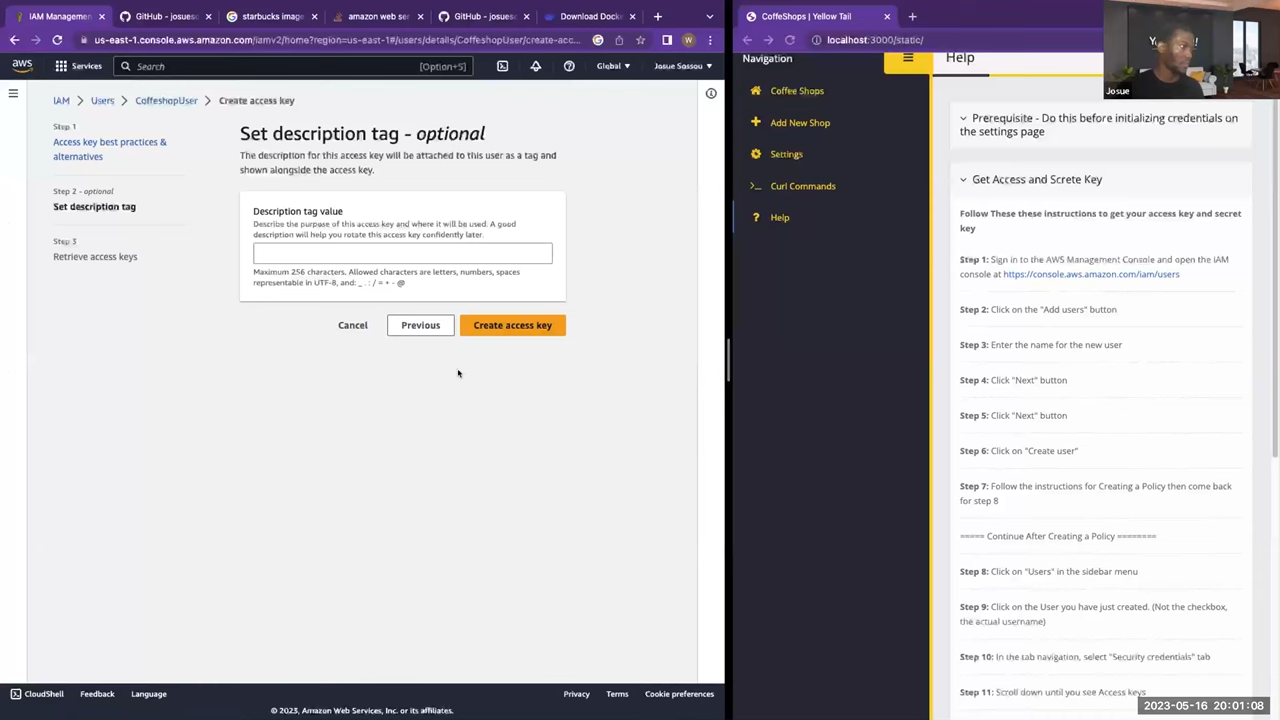 IAM Management
GitHub - josueso
starbucks image
amazon web ser
GitHub - josueso
Download Docke
us-east-1.console.aws.amazon.com/iamv2/home?region=us-east-1#/users/details/CoffeshopUser/create-acc...
W
aws
Services
Search
[Option+S]
Global
Josue Sossou
IAM
Users
CoffeshopUser
Create access key
Step 1
Access key best practices &
alternatives
Step 2 - optional
Set description tag
Step 3
Retrieve access keys
Set description tag - optional
The description for this access key will be attached to this user as a tag and
shown alongside the access key.
Description tag value
Describe the purpose of this access key and where it will be used. A good
description will help you rotate this access key confidently later.
Maximum 256 characters. Allowed characters are letters, numbers, spaces
representable in UTF-8, and: _ . : / = + - @
Cancel
Previous
Create access key
CloudShell
Feedback
Language
Privacy
Terms
Cookie preferences
© 2023, Amazon Web Services, Inc. or its affiliates.
CoffeShops | Yellow Tail
localhost:3000/static/
Navigation
Coffee Shops
Add New Shop
Settings
Curl Commands
Help
Help
Prerequisite - Do this before initializing credentials on
the settings page
Get Access and Screte Key
Follow These these instructions to get your access key and secret
key
Step 1: Sign in to the AWS Management Console and open the IAM
console at https://console.aws.amazon.com/iam/users
Step 2: Click on the "Add users" button
Step 3: Enter the name for the new user
Step 4: Click "Next" button
Step 5: Click "Next" button
Step 6: Click on "Create user"
Step 7: Follow the instructions for Creating a Policy then come back
for step 8
===== Continue After Creating a Policy ========
Step 8: Click on "Users" in the sidebar menu
Step 9: Click on the User you have just created. (Not the checkbox,
the actual username)
Step 10: In the tab navigation, select "Security credentials" tab
Step 11: Scroll down until you see Access keys
Josue
2023-05-16 20:01:08